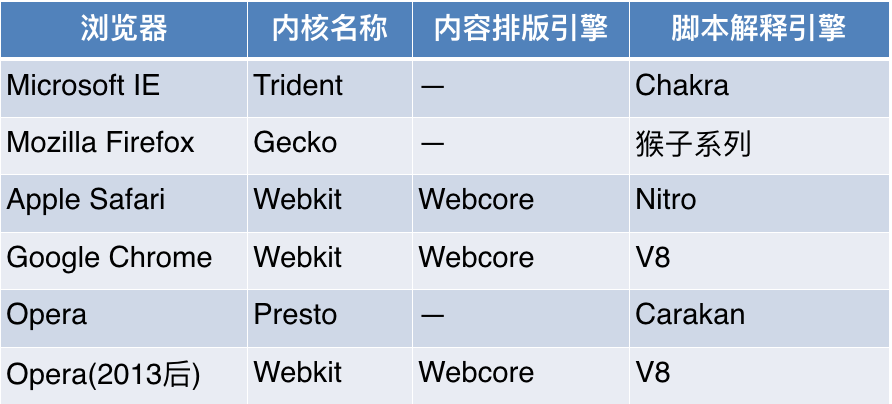 浏览器 内核名称 内容排版引擎 脚本解释引擎
Microsoft IE Trident — Chakra
Mozilla Firefox Gecko — 猴子系列
Apple Safari Webkit Webcore Nitro
Google Chrome Webkit Webcore V8
Opera Presto — Carakan
Opera(2013后) Webkit Webcore V8